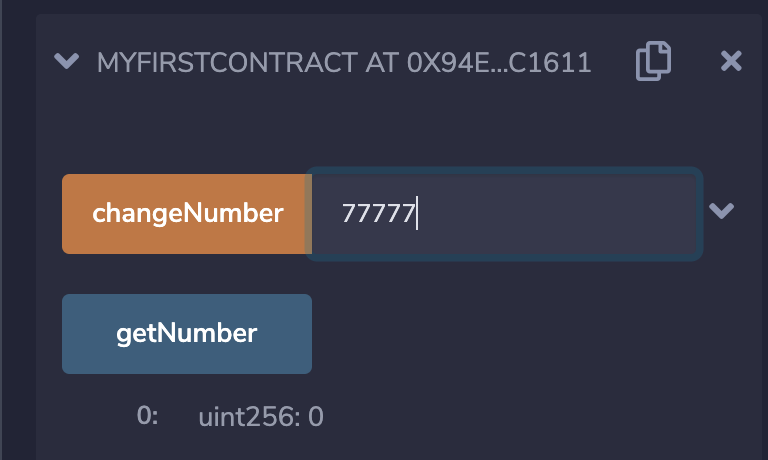 MYFIRSTCONTRACT AT 0X94E...C1611
changeNumber 77777
getNumber
0: uint256: 0